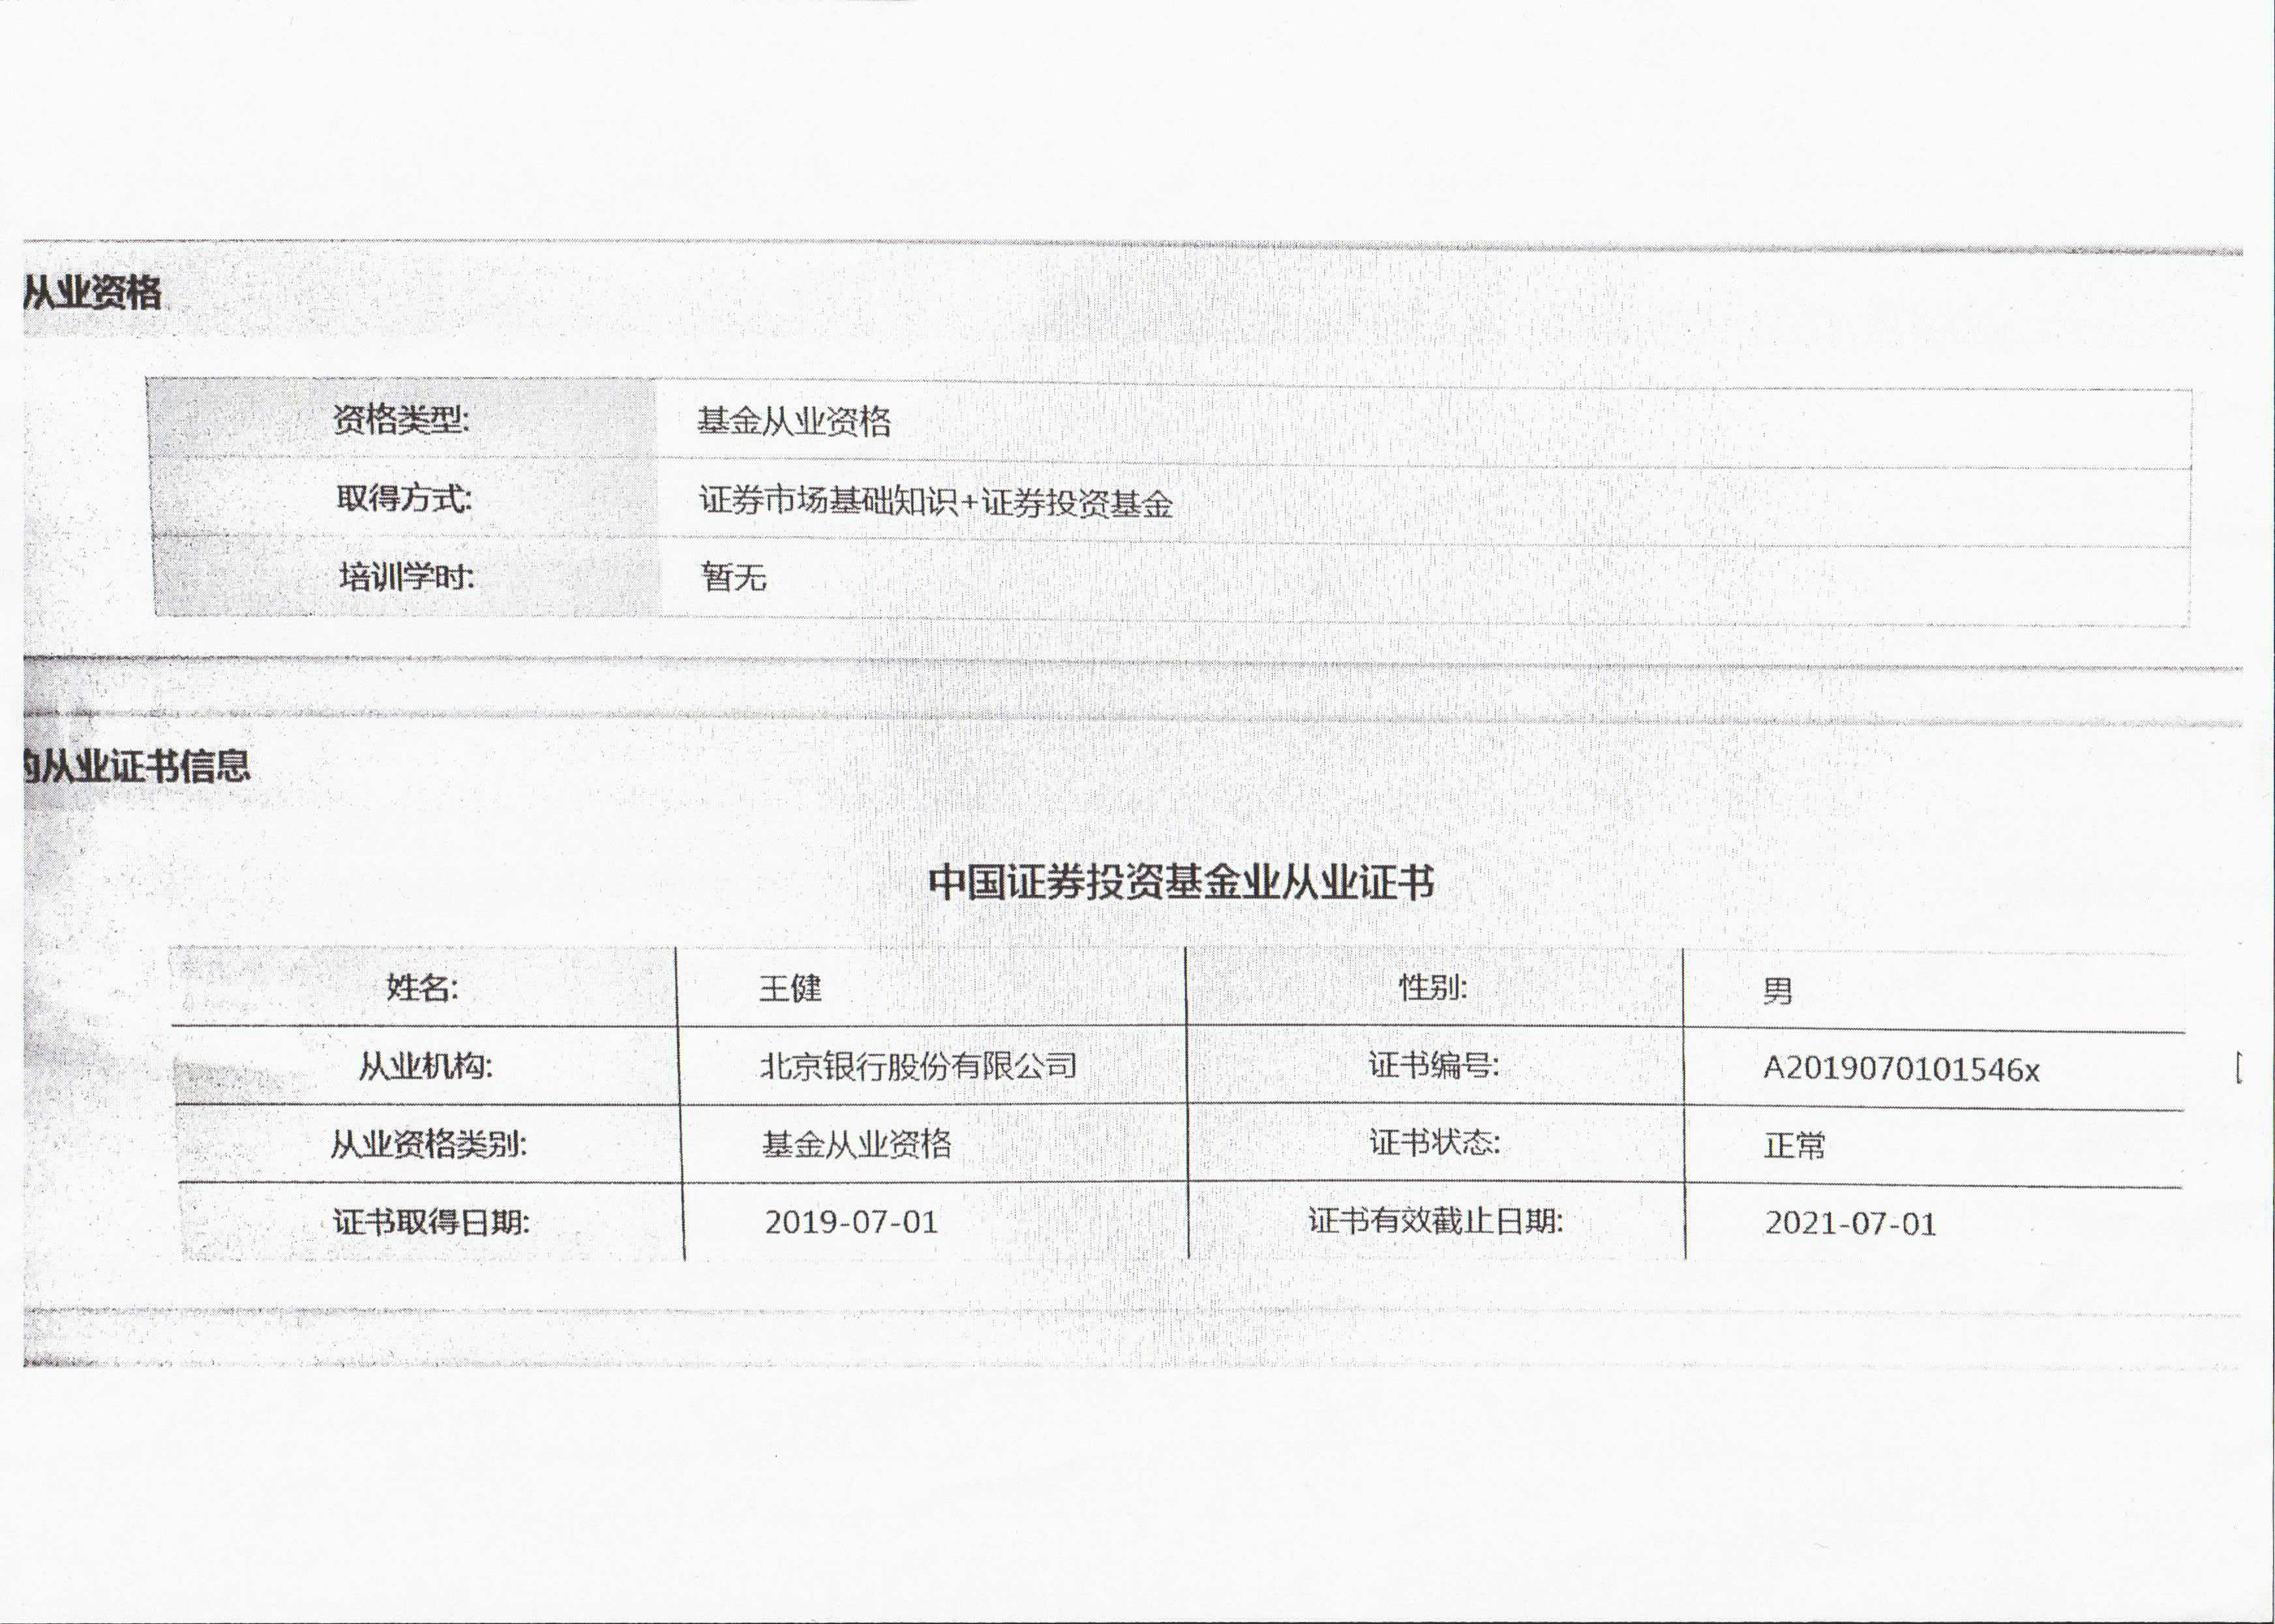 从业资格
资格类型: 基金从业资格
取得方式: 证券市场基础知识+证券投资基金
培训学时: 暂无
的从业证书信息
中国证券投资基金业从业证书
姓名: 王健 性别: 男
从业机构: 北京银行股份有限公司 证书编号: A2019070101546x
从业资格类别: 基金从业资格 证书状态: 正常
证书取得日期: 2019-07-01 证书有效截止日期: 2021-07-01